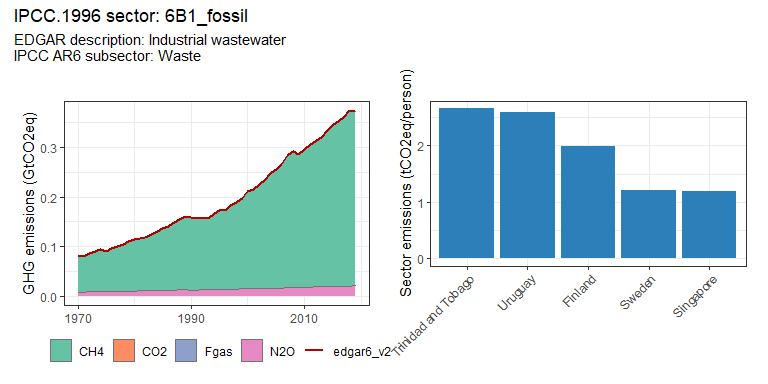 IPCC.1996 sector: 6B1_fossil
EDGAR description: Industrial wastewater
IPCC AR6 subsector: Waste
GHG emissions (GtCO2eq)
0.3
0.2
0.1
0.0
1970
1990
2010
CH4
CO2
Fgas
N2O
edgar6_v2
Sector emissions (tCO2eq/person)
2
1
0
Trinidad and Tobago
Uruguay
Finland
Sweden
Singapore